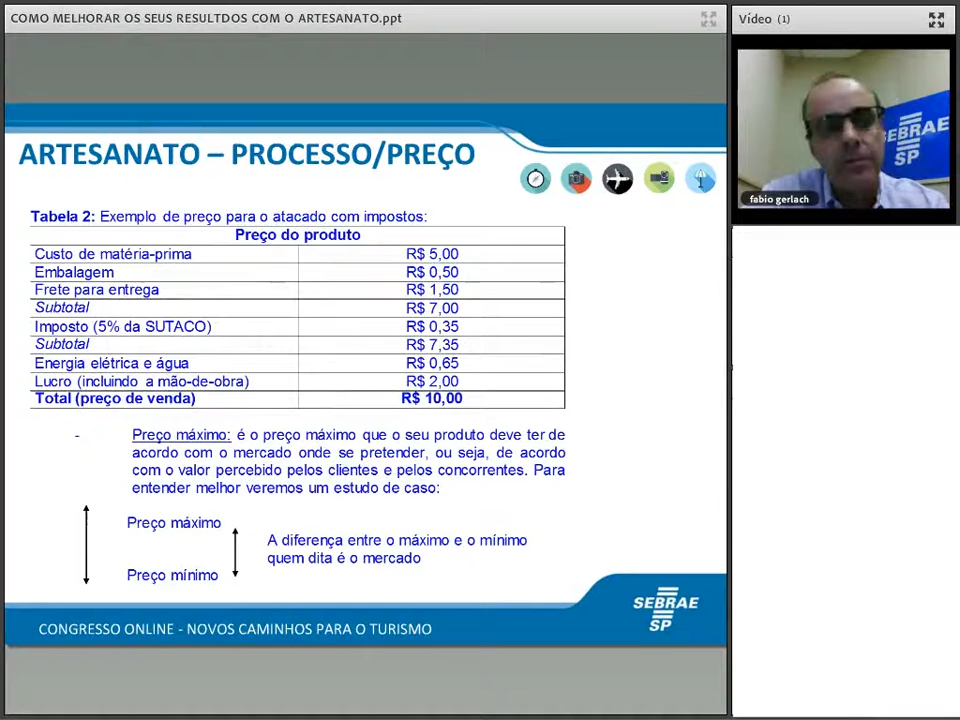 COMO MELHORAR OS SEUS RESULTDOS COM O ARTESANATO.ppt
Vídeo (1)
SEBRAE
SP
fabio gerlach
ARTESANATO – PROCESSO/PREÇO
Tabela 2: Exemplo de preço para o atacado com impostos:
Preço do produto
Custo de matéria-prima R$ 5,00
Embalagem R$ 0,50
Frete para entrega R$ 1,50
Subtotal R$ 7,00
Imposto (5% da SUTACO) R$ 0,35
Subtotal R$ 7,35
Energia elétrica e água R$ 0,65
Lucro (incluindo a mão-de-obra) R$ 2,00
Total (preço de venda) R$ 10,00
- Preço máximo: é o preço máximo que o seu produto deve ter de
acordo com o mercado onde se pretender, ou seja, de acordo
com o valor percebido pelos clientes e pelos concorrentes. Para
entender melhor veremos um estudo de caso:
Preço máximo
A diferença entre o máximo e o mínimo
quem dita é o mercado
Preço mínimo
SEBRAE
SP
CONGRESSO ONLINE - NOVOS CAMINHOS PARA O TURISMO